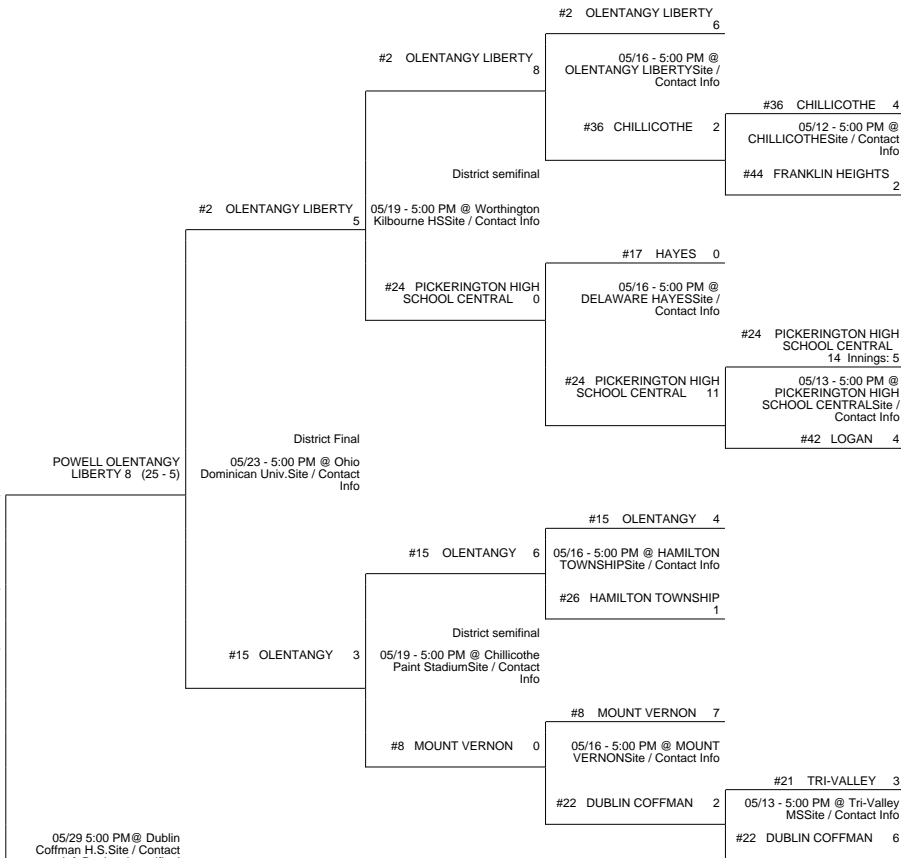 #2 OLENTANGY LIBERTY
6
#2 OLENTANGY LIBERTY
8
05/16 - 5:00 PM @
OLENTANGY LIBERTYSite /
Contact Info
#36 CHILLICOTHE 4
#36 CHILLICOTHE 2
05/12 - 5:00 PM @
CHILLICOTHESite / Contact
Info
District semifinal
#44 FRANKLIN HEIGHTS
2
#2 OLENTANGY LIBERTY
5
05/19 - 5:00 PM @ Worthington
Kilbourne HSSite / Contact Info
#17 HAYES 0
#24 PICKERINGTON HIGH
SCHOOL CENTRAL 0
05/16 - 5:00 PM @
DELAWARE HAYESSite /
Contact Info
#24 PICKERINGTON HIGH
SCHOOL CENTRAL
14 Innings: 5
#24 PICKERINGTON HIGH
SCHOOL CENTRAL 11
05/13 - 5:00 PM @
PICKERINGTON HIGH
SCHOOL CENTRALSite /
Contact Info
#42 LOGAN 4
District Final
POWELL OLENTANGY
LIBERTY 8 (25 - 5)
05/23 - 5:00 PM @ Ohio
Dominican Univ.Site / Contact
Info
#15 OLENTANGY 4
#15 OLENTANGY 6
05/16 - 5:00 PM @ HAMILTON
TOWNSHIPSite / Contact Info
#26 HAMILTON TOWNSHIP
1
District semifinal
#15 OLENTANGY 3
05/19 - 5:00 PM @ Chillicothe
Paint StadiumSite / Contact
Info
#8 MOUNT VERNON 7
#8 MOUNT VERNON 0
05/16 - 5:00 PM @ MOUNT
VERNONSite / Contact Info
#21 TRI-VALLEY 3
#22 DUBLIN COFFMAN 2
05/13 - 5:00 PM @ Tri-Valley
MSSite / Contact Info
#22 DUBLIN COFFMAN 6
05/29 5:00 PM@ Dublin
Coffman H.S.Site / Contact